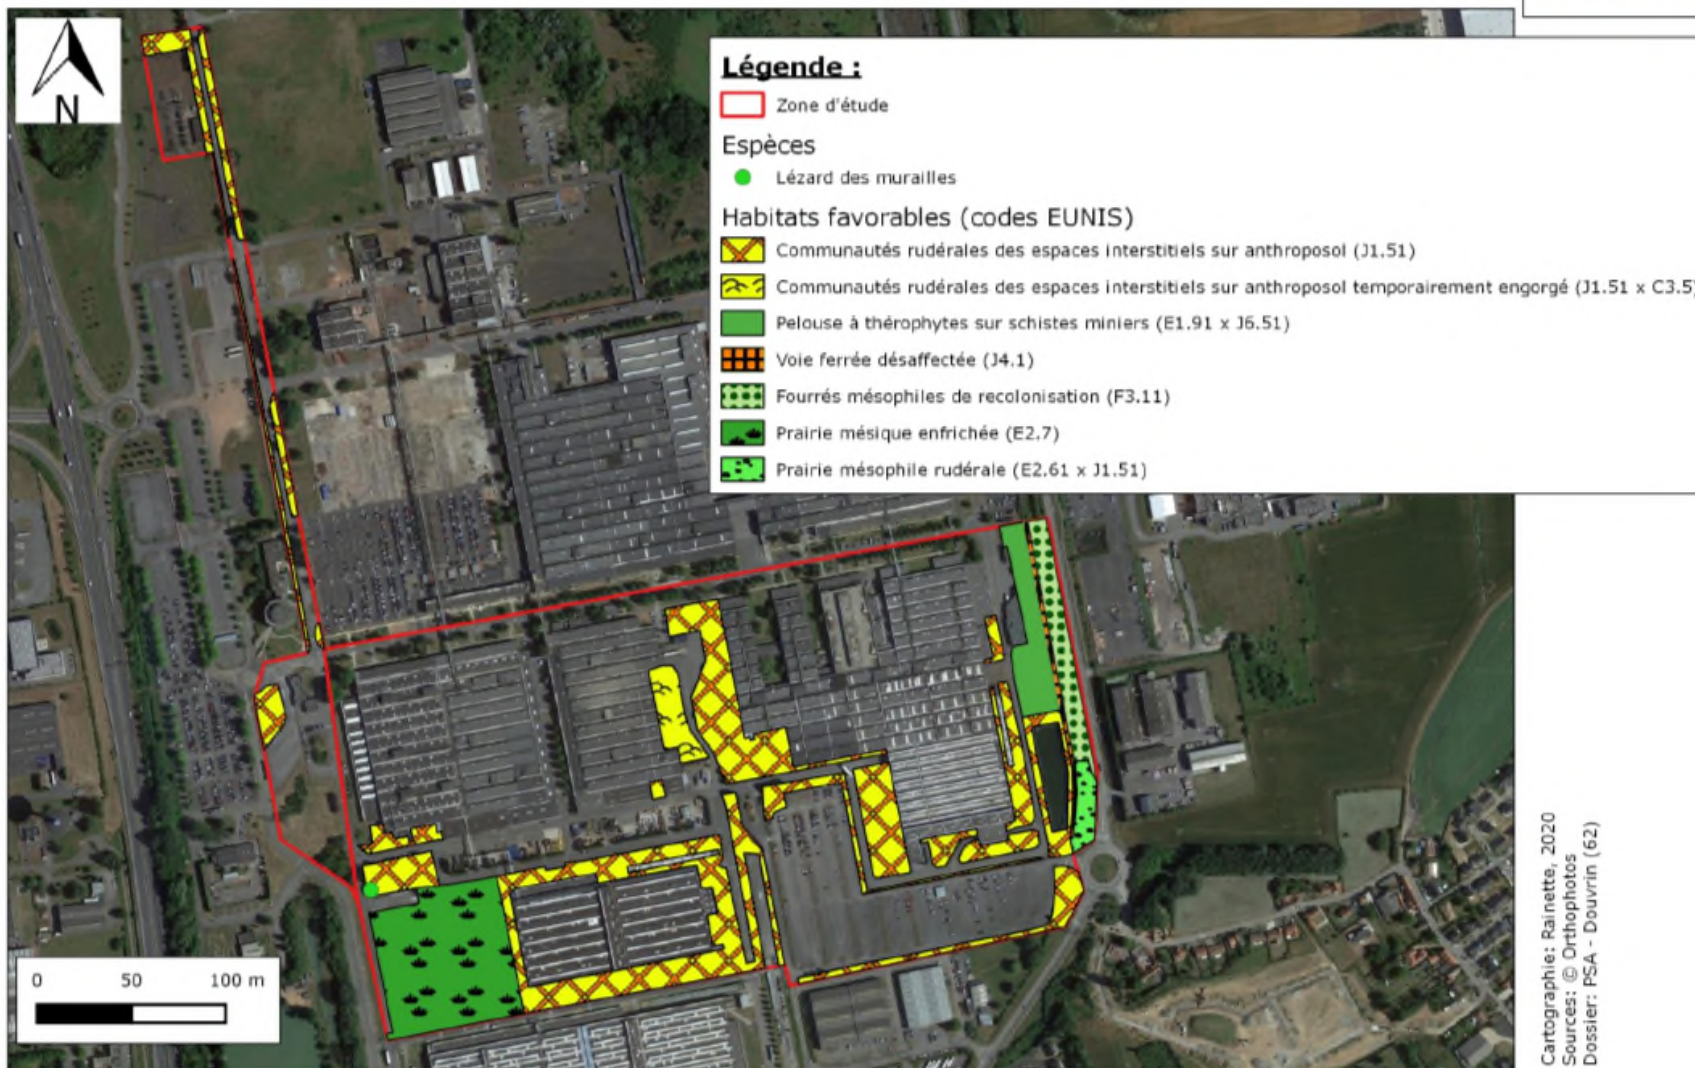 N
Légende :
Zone d'étude
Espèces
Lézard des murailles
Habitats favorables (codes EUNIS)
Communautés rudérales des espaces interstitiels sur anthroposol (J1.51)
Communautés rudérales des espaces interstitiels sur anthroposol temporairement engorgé (J1.51 x C3.5)
Pelouse à thérophytes sur schistes miniers (E1.91 x J6.51)
Voie ferrée désaffectée (J4.1)
Fourrés mésophiles de recolonisation (F3.11)
Prairie mésique enfrichée (E2.7)
Prairie mésophile rudérale (E2.61 x J1.51)
0 50 100 m
Cartographie: Rainette, 2020
Sources: © Orthophotos
Dossier: PSA - Douvrin (62)